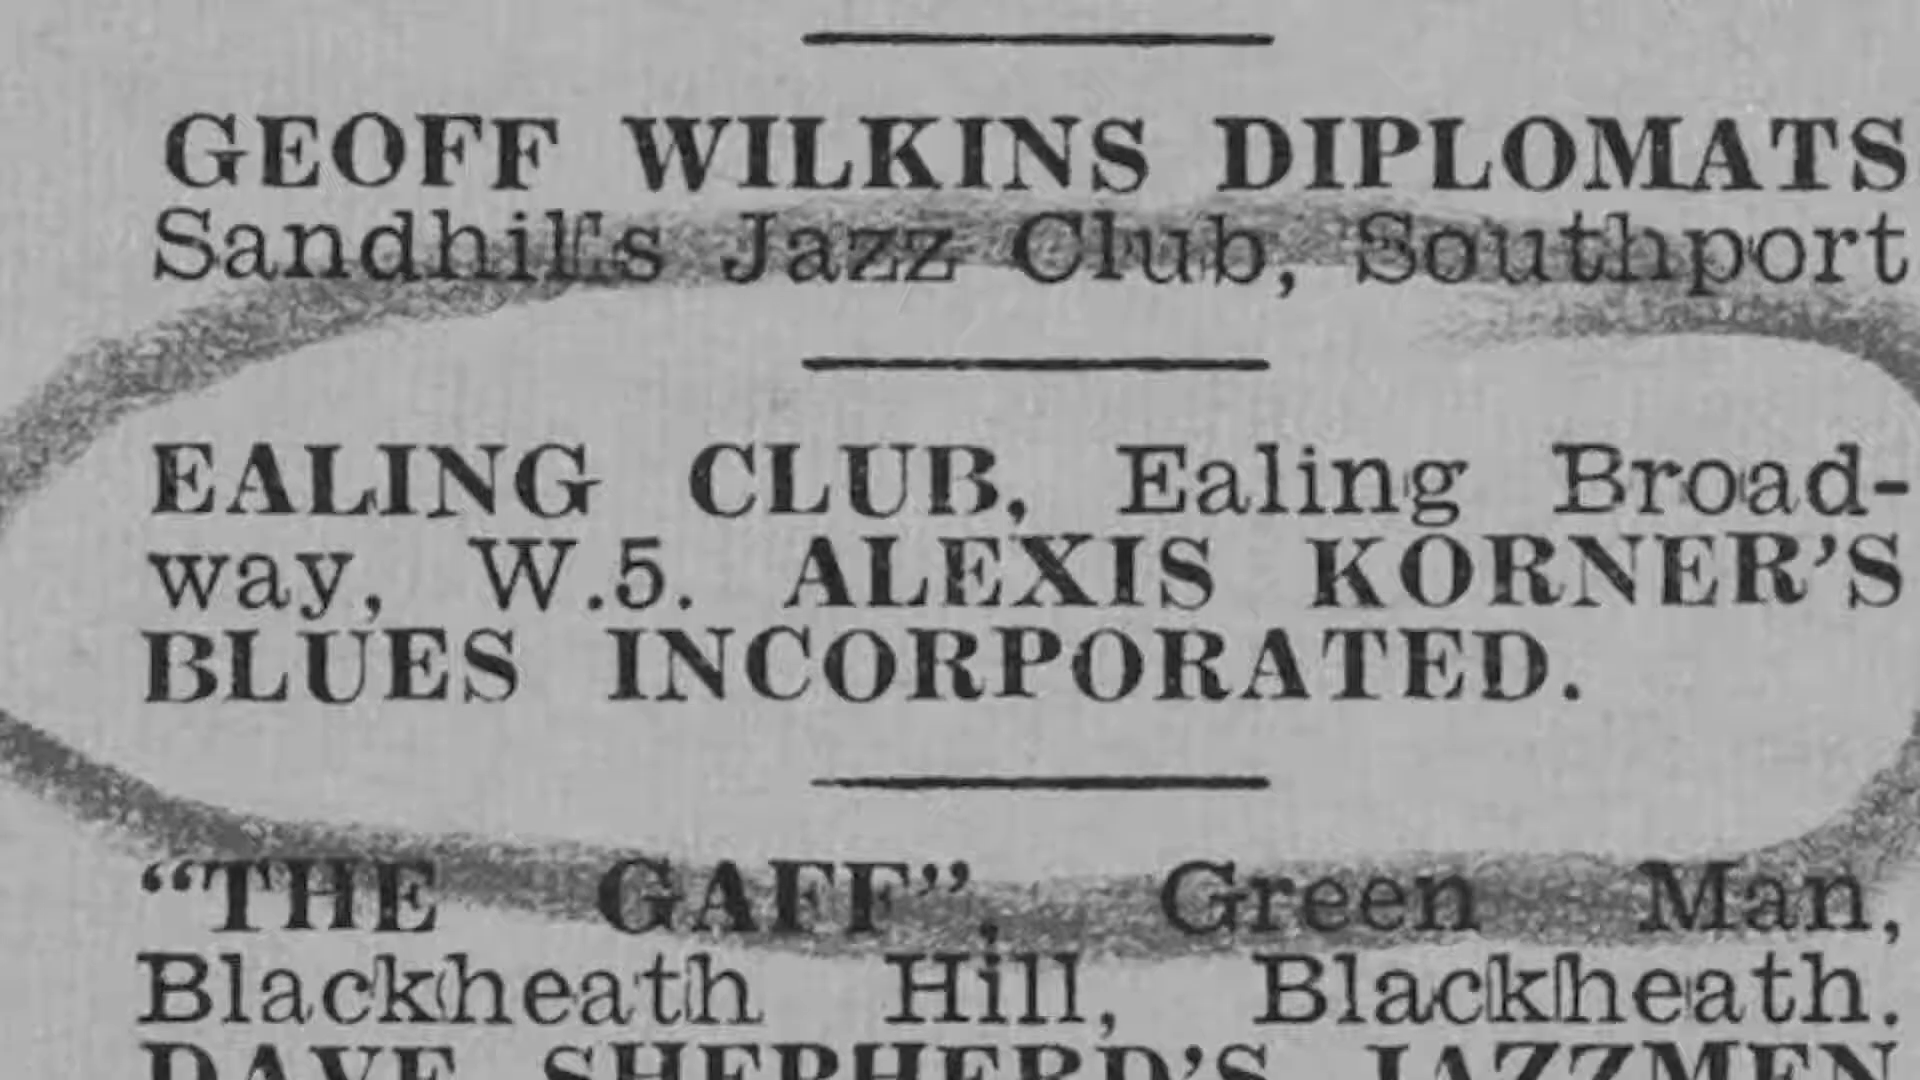 GEOFF WILKINS DIPLOMATS
Sandhills Jazz Club, Southport
EALING CLUB, Ealing Broad-
way, W.5. ALEXIS KORNER'S
BLUES INCORPORATED.
“THE GAFF”, Green Man,
Blackheath Hill, Blackheath.
DAVE SHEPHERD'S JAZZMEN